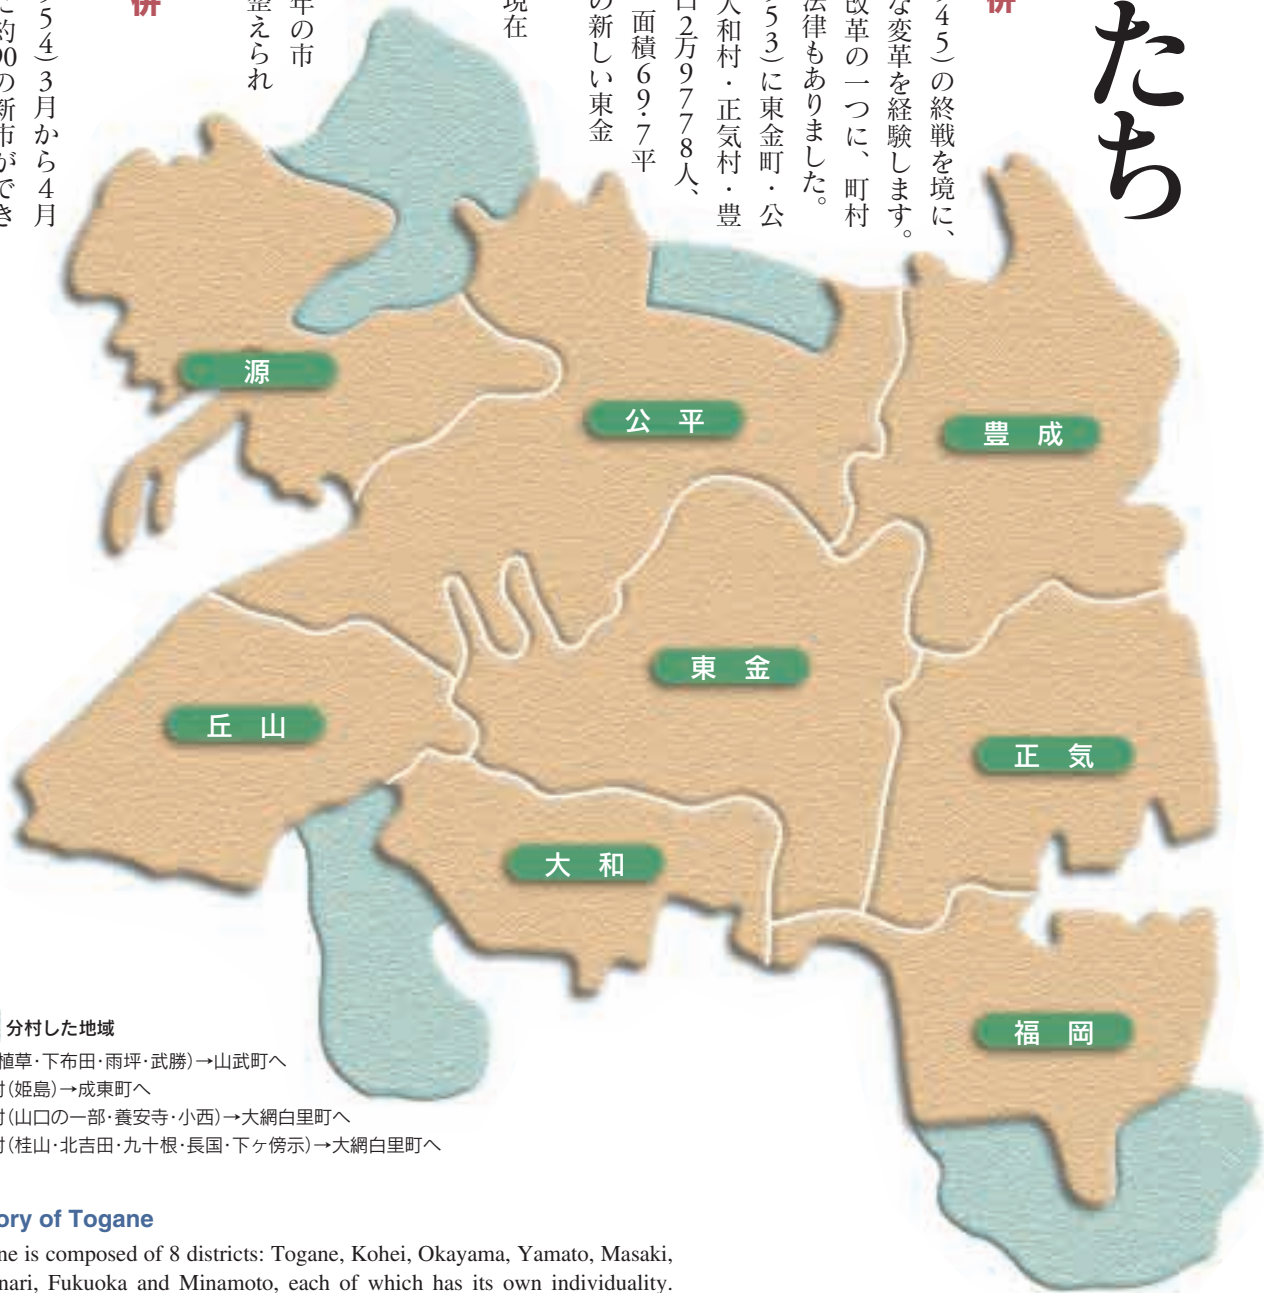 たち
併
45）の終戦を境に、
な変革を経験します。
改革の一つに、町村
法律もありました。
53）に東金町・公
大和村・正気村・豊
口2万9778人、
面積69・7平
の新しい東金
現在
年の市
整えられ
併
54）3月から4月
に約90の新市ができ
源
公 平
豊 成
東 金
丘 山
正 気
大 和
福 岡
分村した地域
植草・下布田・雨坪・武勝）→山武町へ
村（姫島）→成東町へ
村（山口の一部・養安寺・小西）→大網白里町へ
村（桂山・北吉田・九十根・長国・下ヶ傍示）→大網白里町へ
ory of Togane
ne is composed of 8 districts: Togane, Kohei, Okayama, Yamato, Masaki,
nari, Fukuoka and Minamoto, each of which has its own individuality.